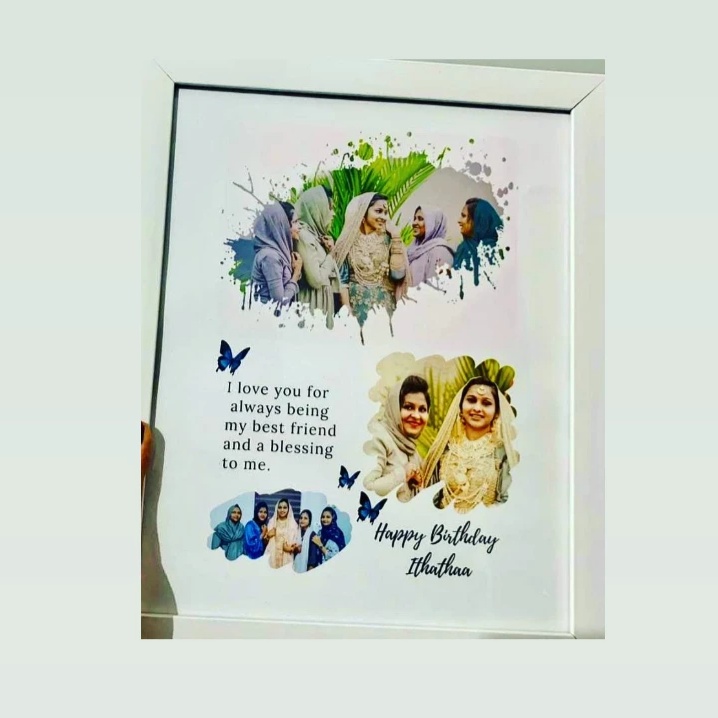 I love you for
always being
my best friend
and a blessing
to me.
Happy Birthday
Ithathaa